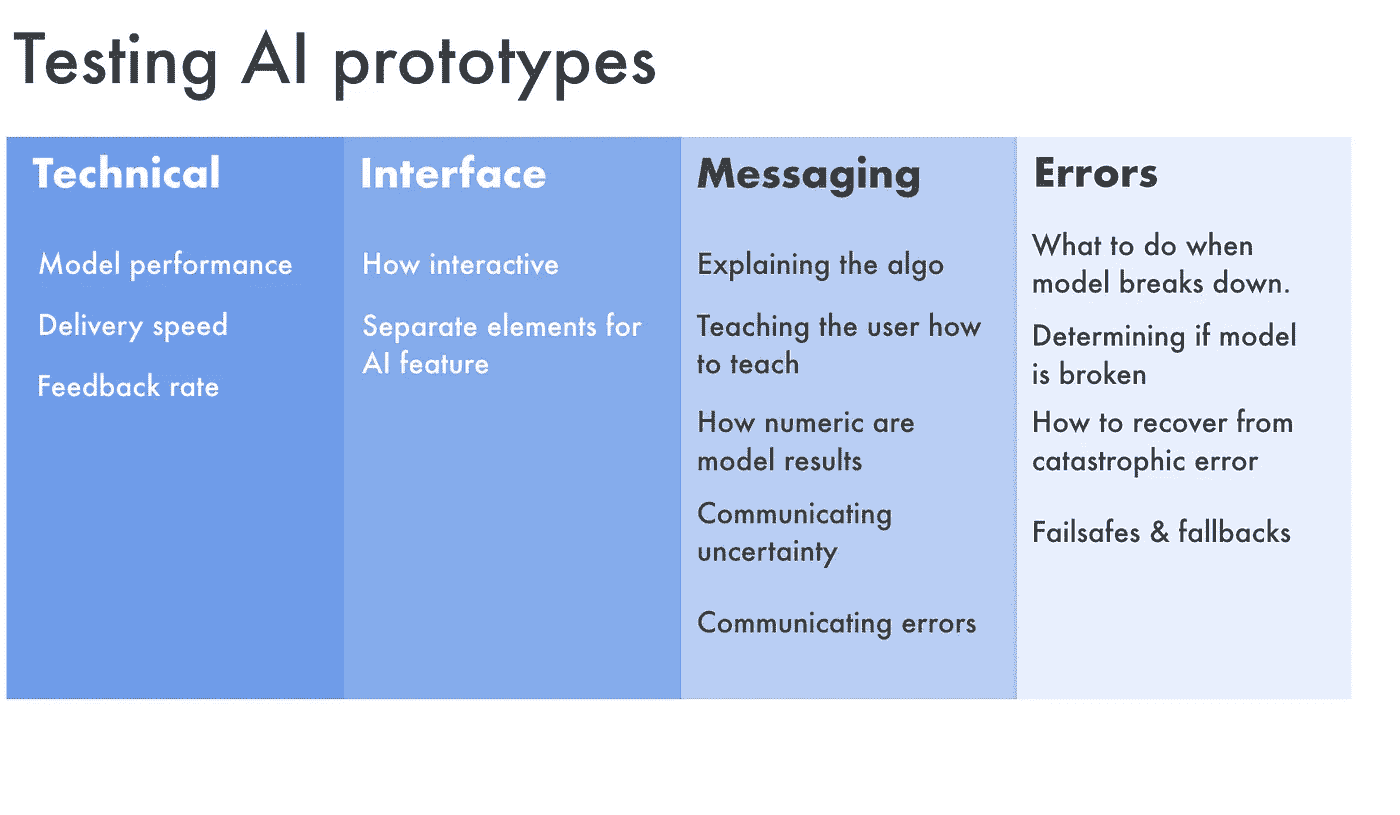 Testing AI prototypes
Technical
Model performance
Delivery speed
Feedback rate
Interface
How interactive
Separate elements for
AI feature
Messaging
Explaining the algo
Teaching the user how
to teach
How numeric are
model results
Communicating
uncertainty
Communicating errors
Errors
What to do when
model breaks down.
Determining if model
is broken
How to recover from
catastrophic error
Failsafes & fallbacks